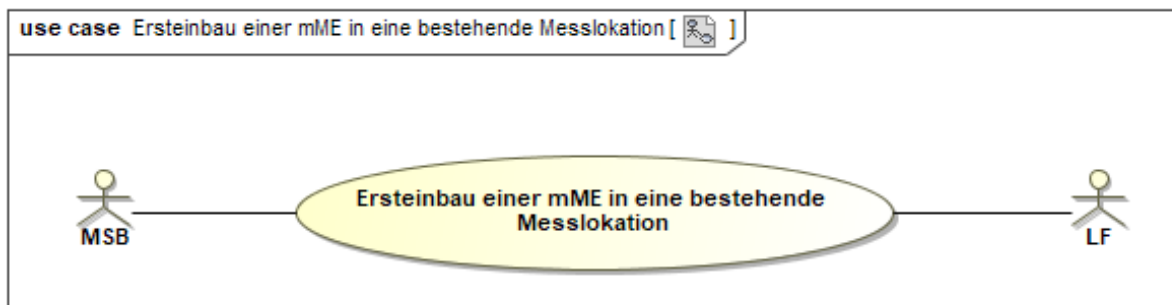 use case Ersteinbau einer mME in eine bestehende Messlokation [ ]
Ersteinbau einer mME in eine bestehende
Messlokation
MSB
LF